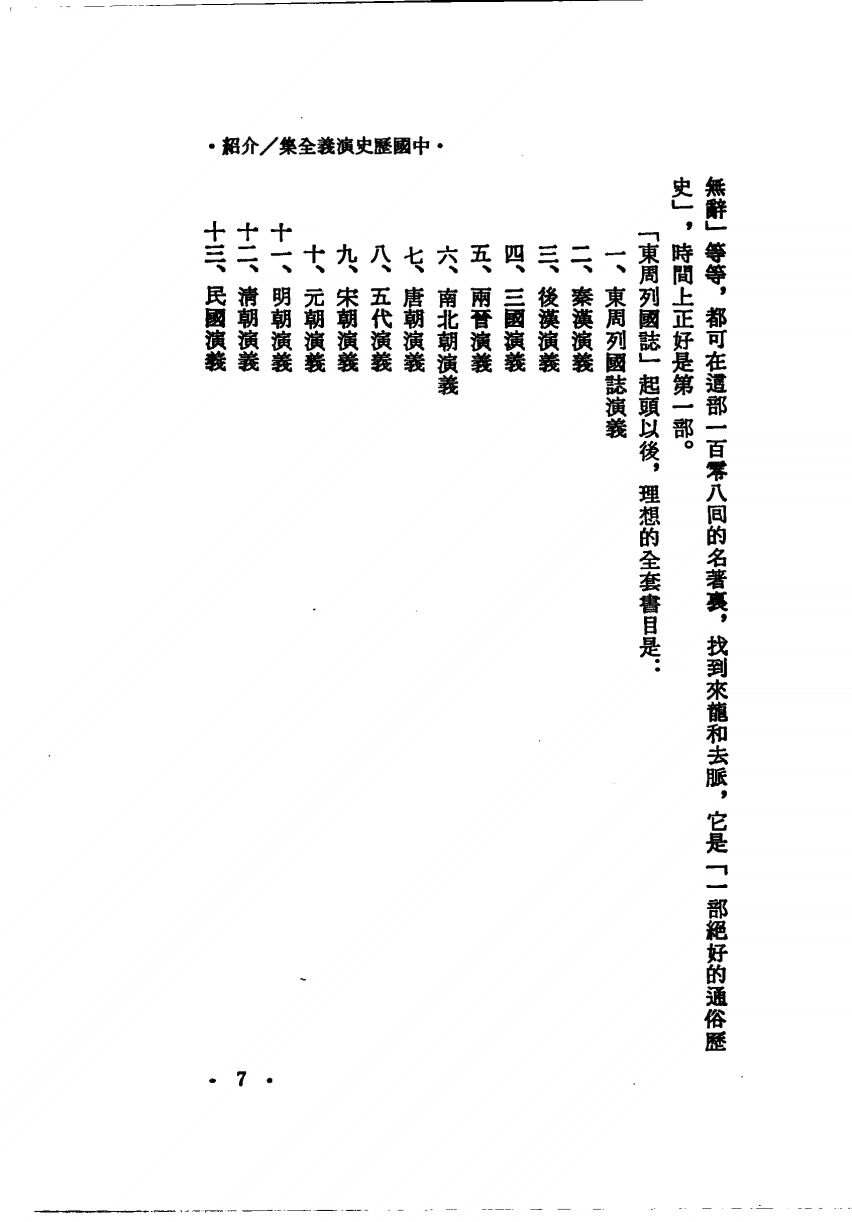 ・中國歷史演義全集／介紹・
無辭」等等，都可在這部一百零八回的名著裏，找到來龍和去脈，它是「一部絕好的通俗歷
史」，時間上正好是第一部。
「東周列國誌」起頭以後，理想的全套書目是：
一、東周列國誌演義
二、秦漢演義
三、後漢演義
四、三國演義
五、兩晉演義
六、南北朝演義
七、唐朝演義
八、五代演義
九、宋朝演義
十、元朝演義
十一、明朝演義
十二、清朝演義
十三、民國演義
・7・